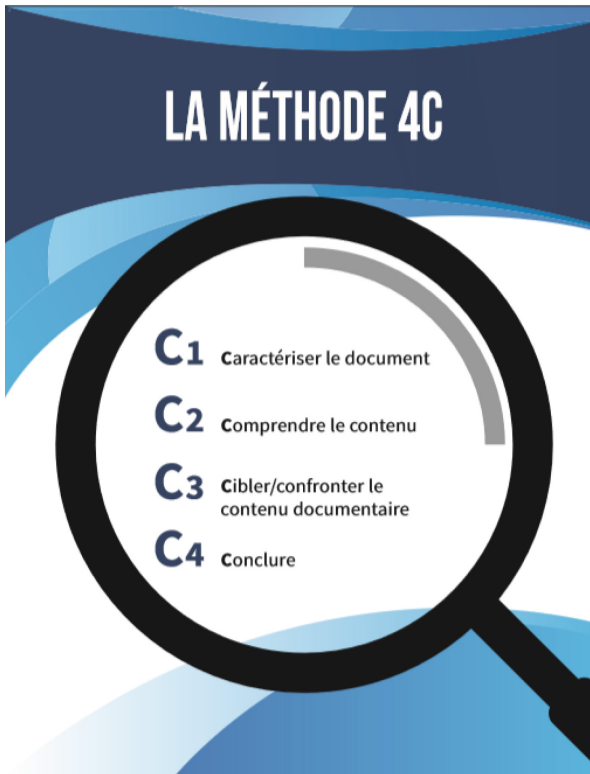 LA MÉTHODE 4C
C1 Caractériser le document
C2 Comprendre le contenu
C3 Cibler/confronter le
contenu documentaire
C4 Conclure